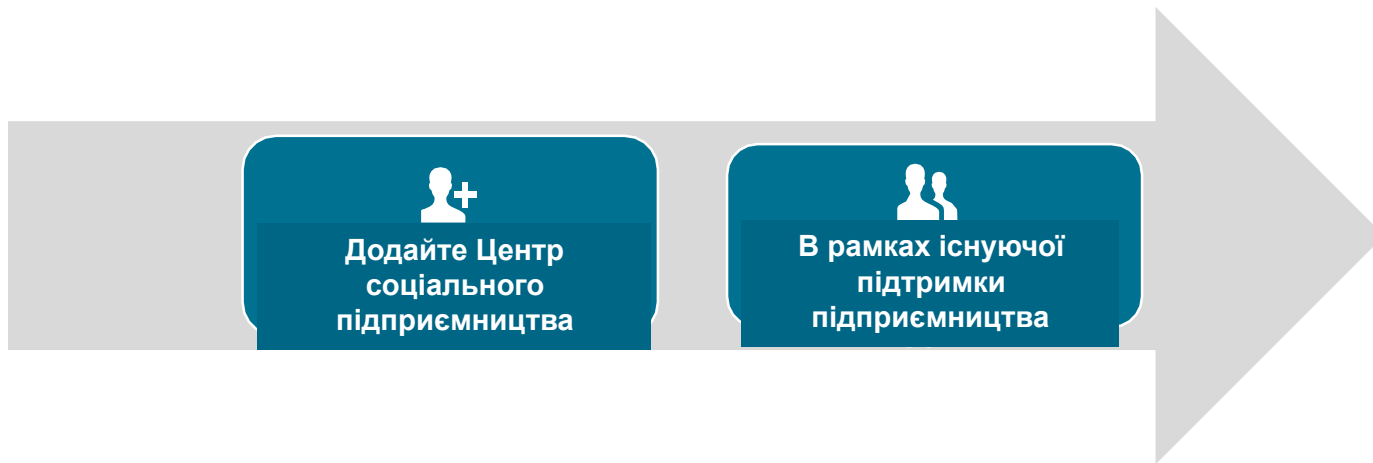 Додайте Центр
соціального
підприємництва
В рамках існуючої
підтримки
підприємництва